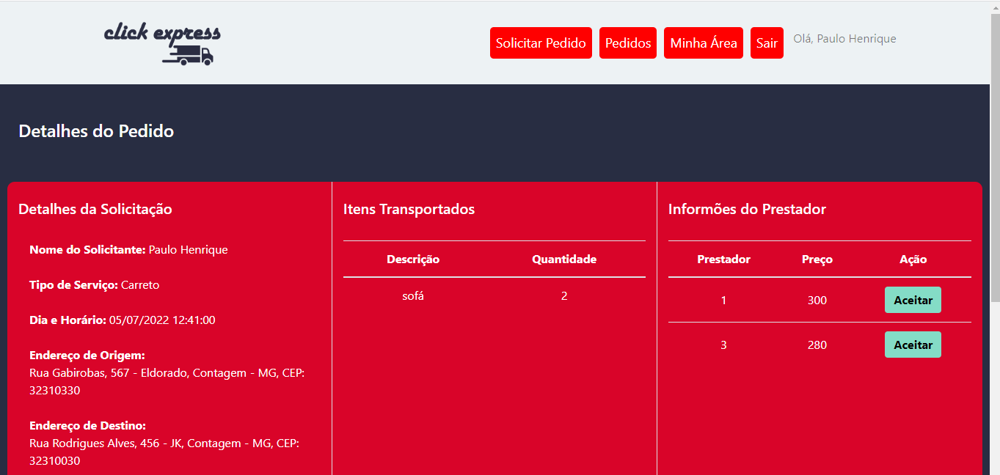 click express
Solicitar Pedido
Pedidos
Minha Área
Sair
Olá, Paulo Henrique
Detalhes do Pedido
Detalhes da Solicitação
Nome do Solicitante: Paulo Henrique
Tipo de Serviço: Carreto
Dia e Horário: 05/07/2022 12:41:00
Endereço de Origem:
Rua Gabirobas, 567 - Eldorado, Contagem - MG, CEP:
32310330
Endereço de Destino:
Rua Rodrigues Alves, 456 - JK, Contagem - MG, CEP:
32310030
Itens Transportados
Descrição Quantidade
sofá 2
Informões do Prestador
Prestador Preço Ação
1 300 Aceitar
3 280 Aceitar